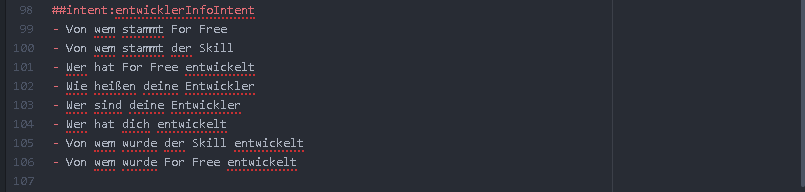 98 ##intent:entwicklerInfoIntent
99 - Von wem stammt For Free
100 - Von wem stammt der Skill
101 - Wer hat For Free entwickelt
102 - Wie heißen deine Entwickler
103 - Wer sind deine Entwickler
104 - Wer hat dich entwickelt
105 - Von wem wurde der Skill entwickelt
106 - Von wem wurde For Free entwickelt
107